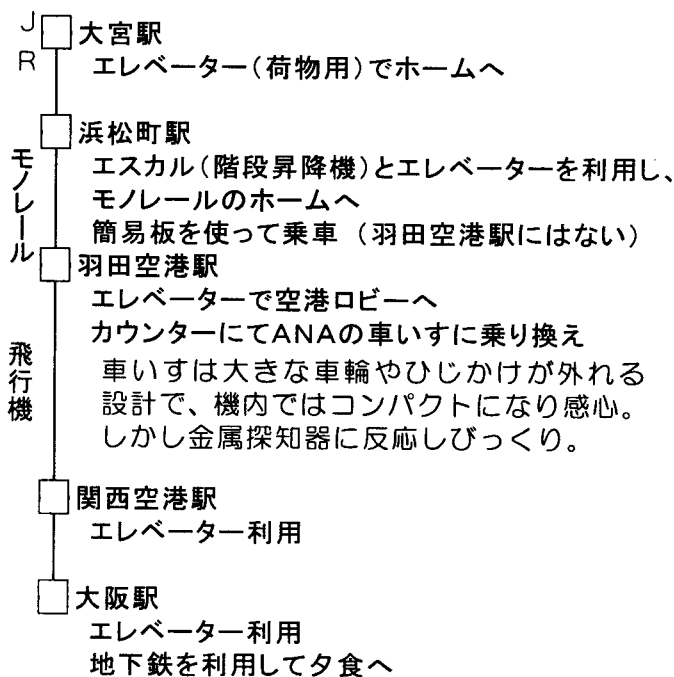 JR
大宮駅
エレベーター(荷物用)でホームへ
浜松町駅
エスカル(階段昇降機)とエレベーターを利用し、
モノレールのホームへ
簡易板を使って乗車 (羽田空港駅にはない)
モノレール
羽田空港駅
エレベーターで空港ロビーへ
カウンターにてANAの車いすに乗り換え
車いすは大きな車輪やひじかけが外れる
設計で、機内ではコンパクトになり感心。
しかし金属探知器に反応しびっくり。
飛行機
関西空港駅
エレベーター利用
大阪駅
エレベーター利用
地下鉄を利用して夕食へ